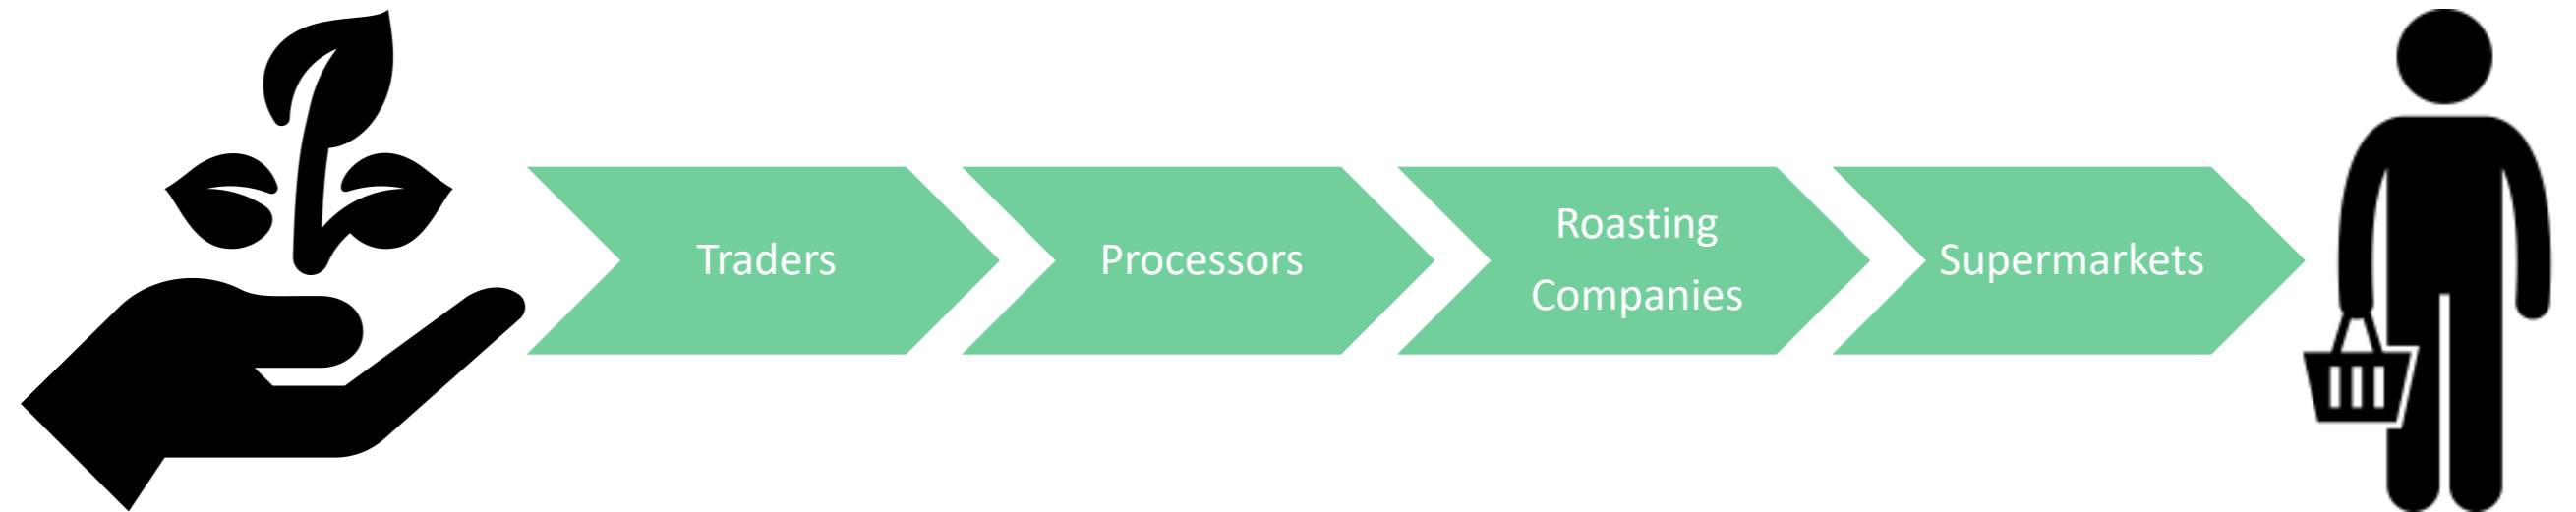 Traders
Processors
Roasting
Companies
Supermarkets